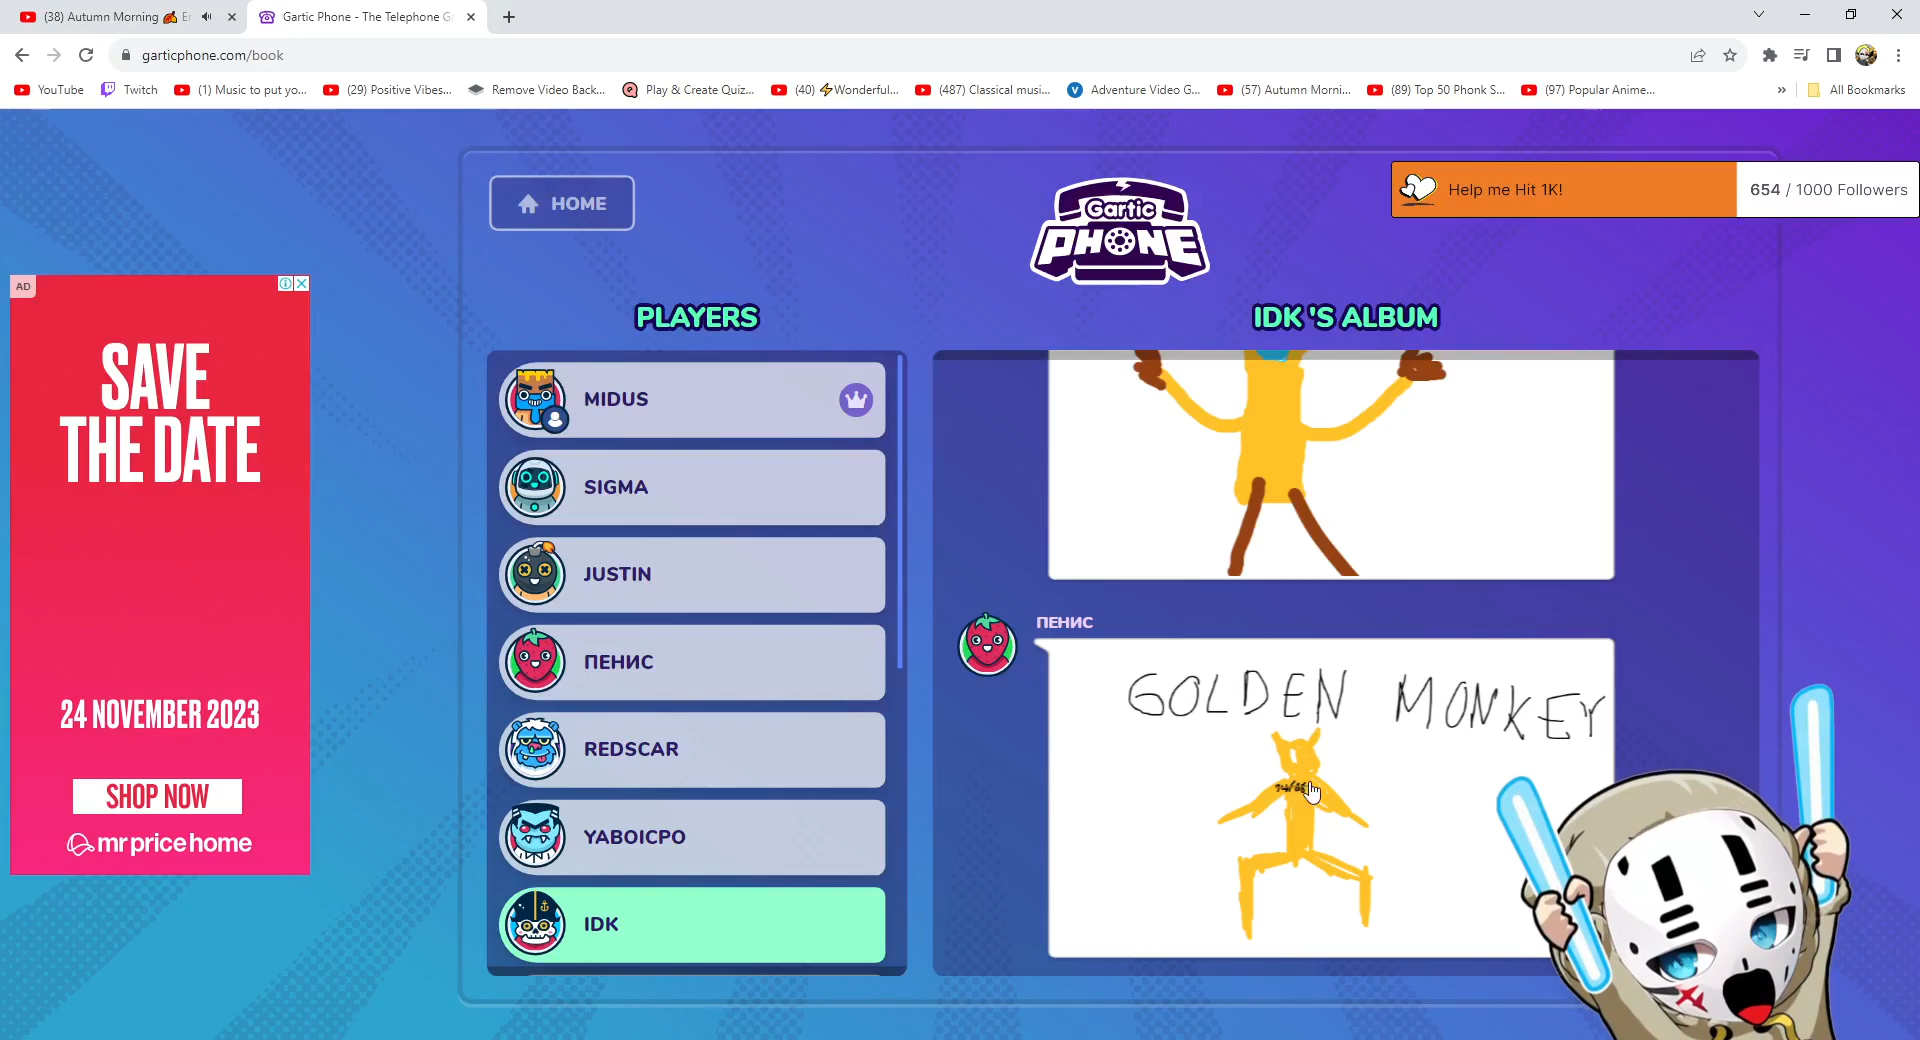 (38) Autumn Morning 🍂 Er
Gartic Phone - The Telephone Ga
garticphone.com/book
YouTube
Twitch
(1) Music to put yo...
(29) Positive Vibes...
Remove Video Back...
Play & Create Quiz...
(40) ⚡Wonderful...
(487) Classical musi...
Adventure Video G...
(57) Autumn Morni...
(89) Top 50 Phonk S...
(97) Popular Anime...
»
All Bookmarks
HOME
Gartic
PHONE
Help me Hit 1K!
654 / 1000 Followers
AD
SAVE
THE DATE
24 NOVEMBER 2023
SHOP NOW
mrpricehome
PLAYERS
MIDUS
SIGMA
JUSTIN
ПЕНИС
REDSCAR
YABOICPO
IDK
IDK 'S ALBUM
ПЕНИС
GOLDEN MONKEY